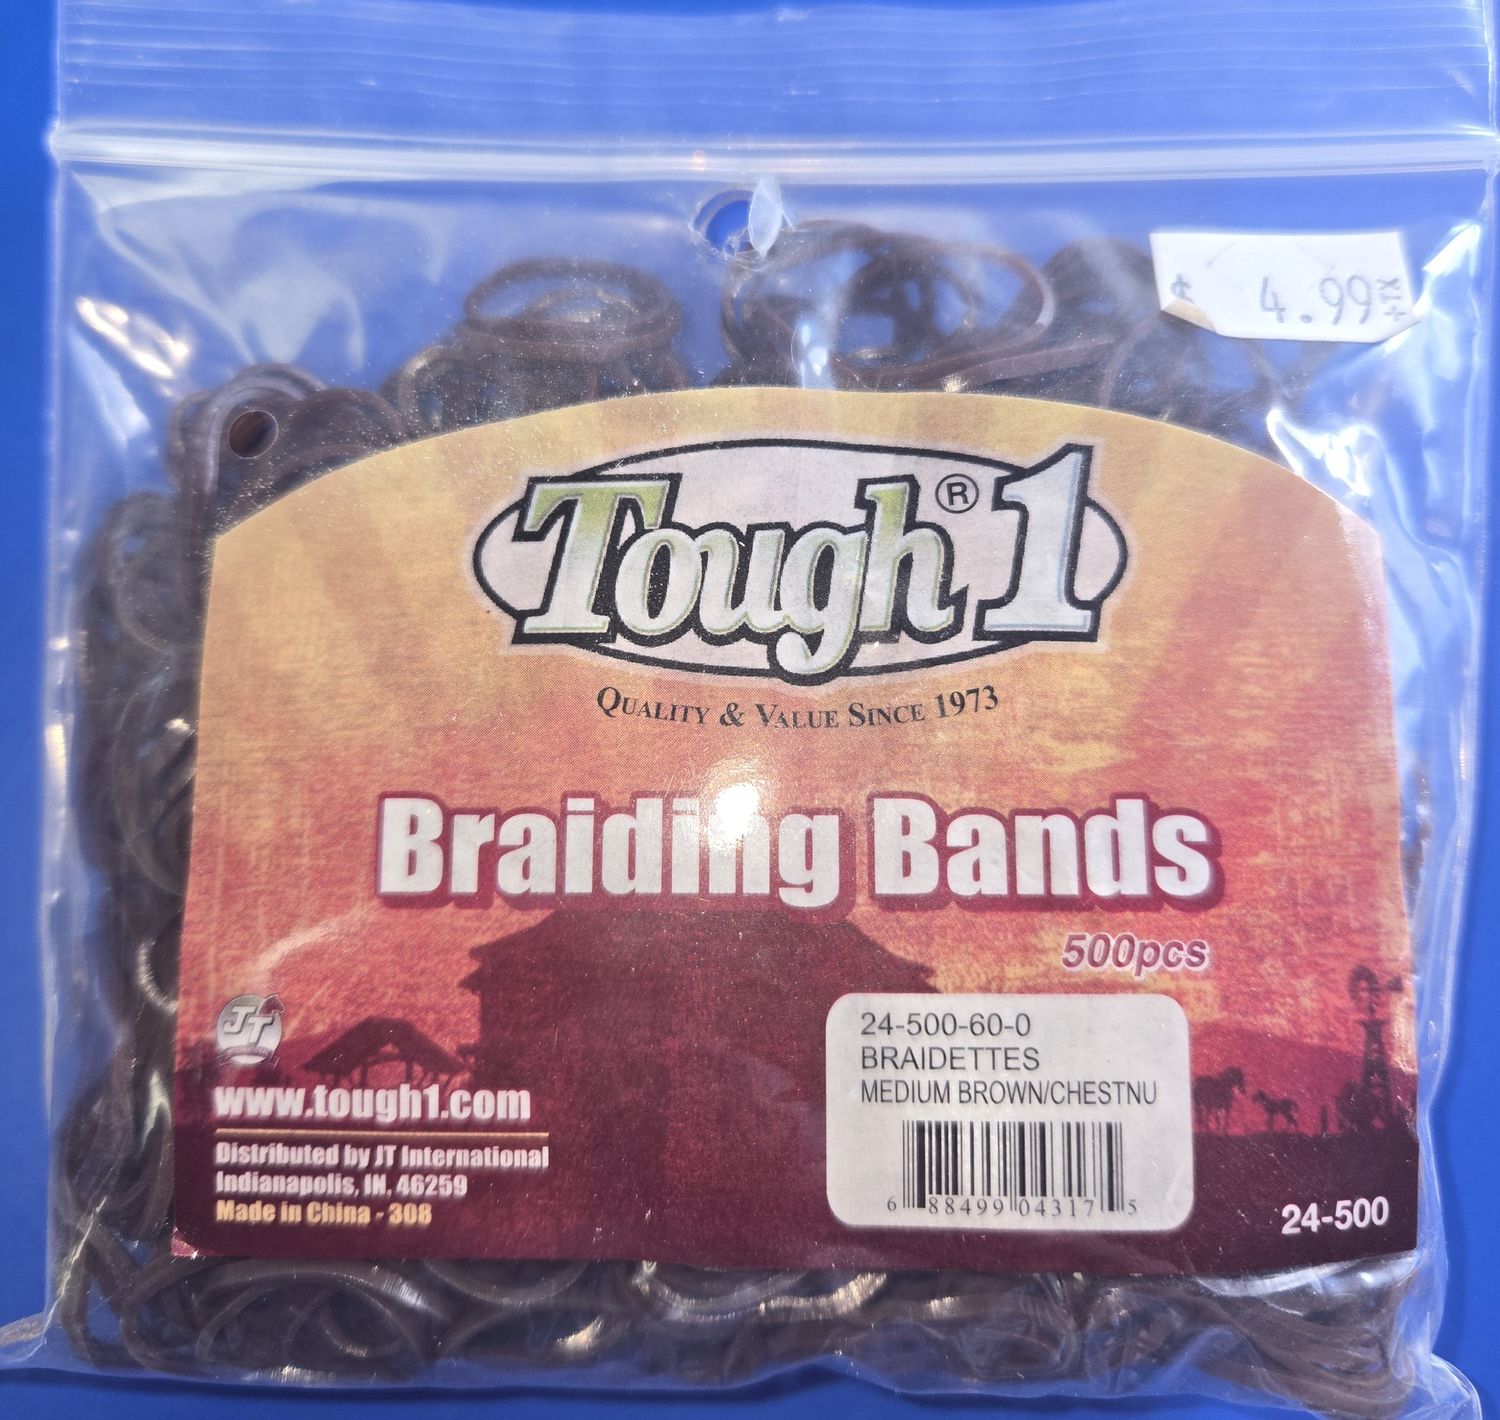 4.99
Tough® 1
QUALITY & VALUE SINCE 1973
Braiding Bands
500pcs
24-500-60-0
BRAIDETTES
MEDIUM BROWN/CHESTNU
6 88499 04317 5
JT
www.tough1.com
Distributed by JT International
Indianapolis, IN. 46259
Made in China - 308
24-500